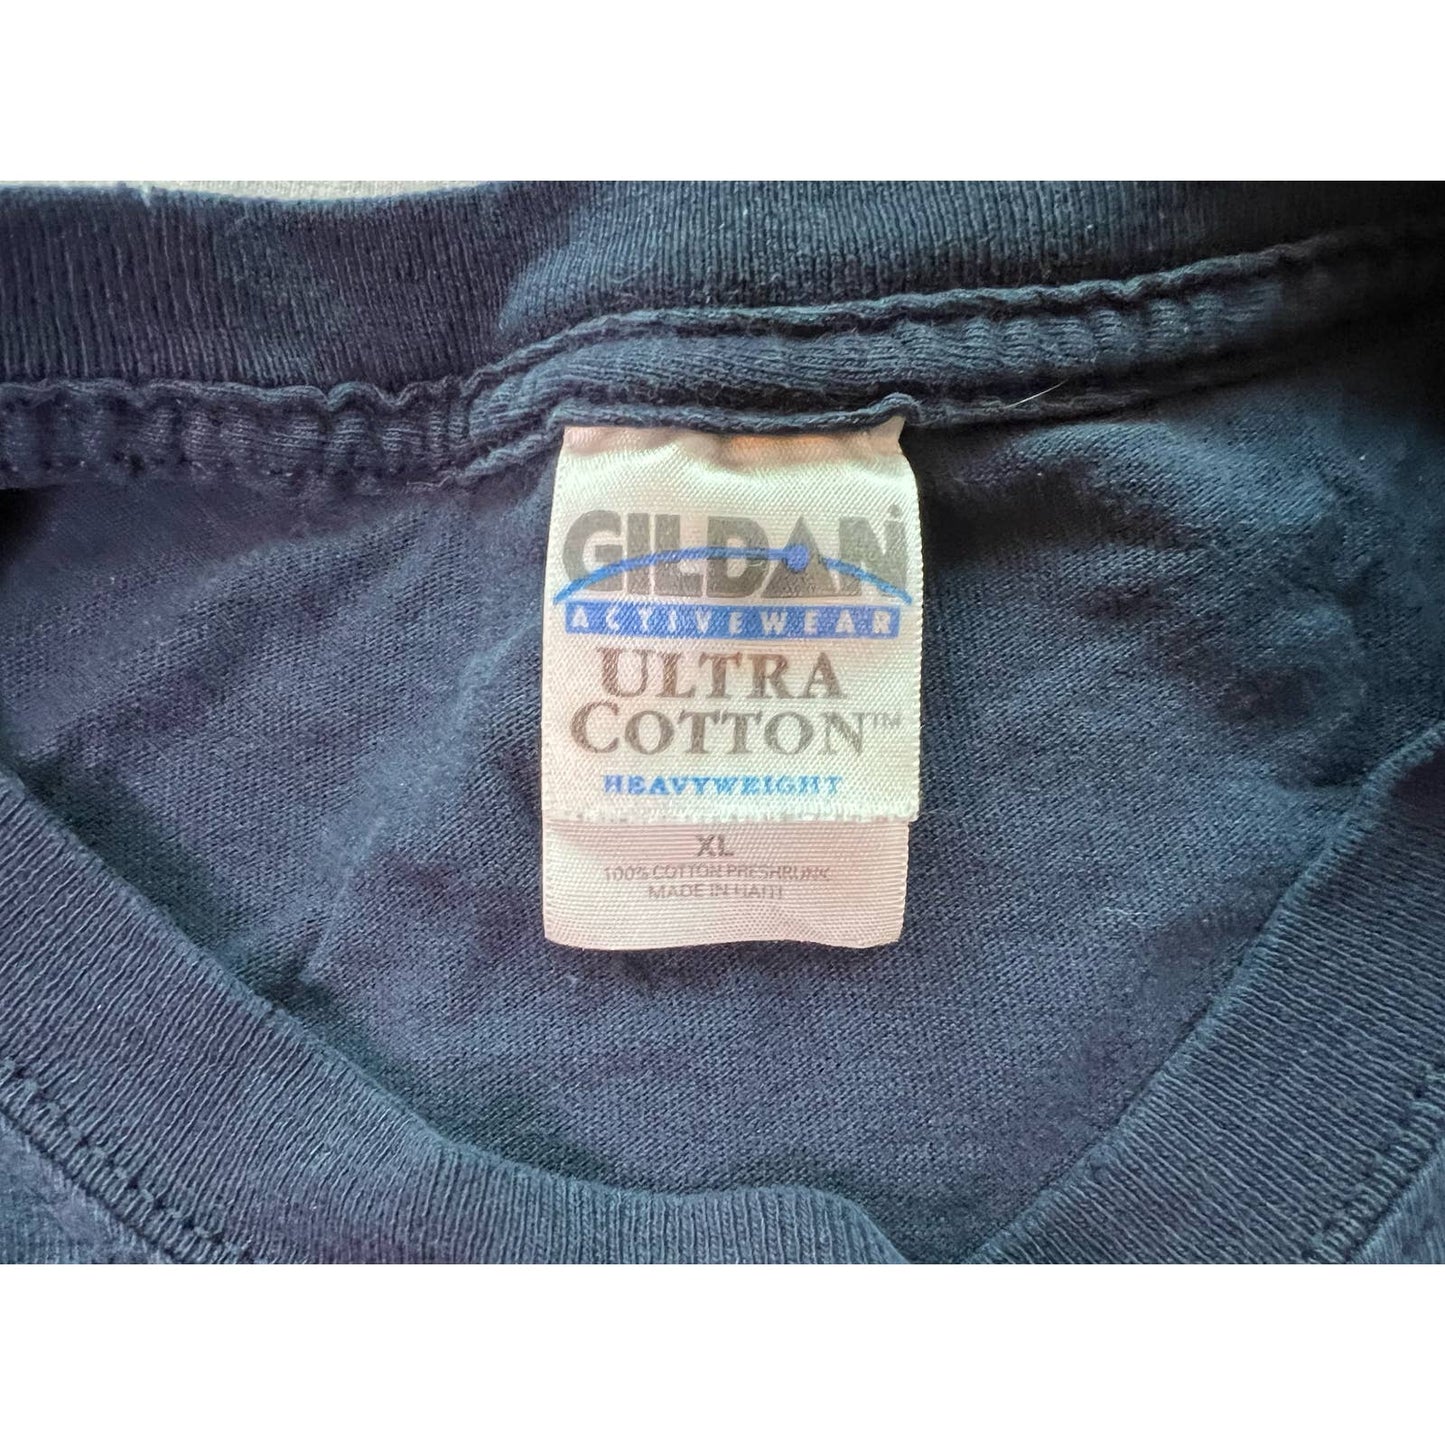 GILDAN
ACTIVEWEAR
ULTRA
COTTON™
HEAVYWEIGHT
XL
100% COTTON PRESHRUNK
MADE IN HAITI